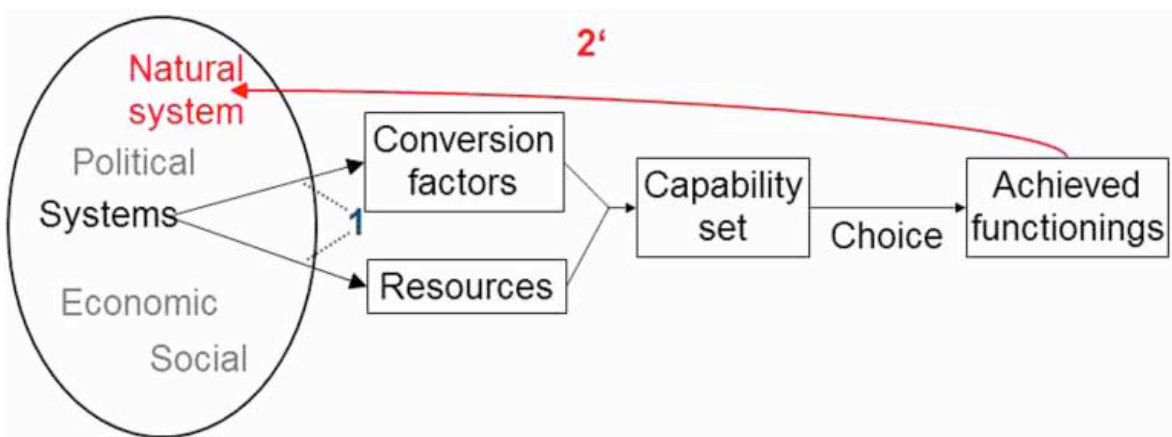 2‘
Natural
system
Political
Systems
Economic
Social
1
Conversion
factors
Resources
Capability
set
Choice
Achieved
functionings